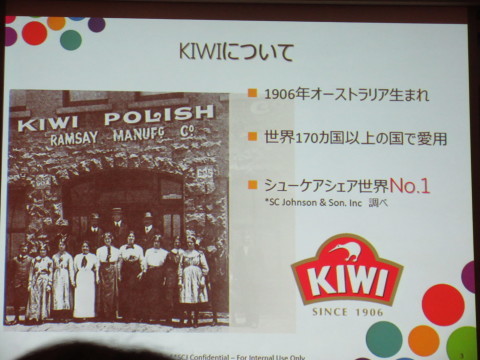 KIWIについて
KIWI POLISH
RAMSAY MANUFG Co.
1906年オーストラリア生まれ
世界170カ国以上の国で愛用
シューケアシェア世界No.1
*SC Johnson & Son. Inc 調べ
KIWI
SINCE 1906
SCJ Confidential – For Internal Use Only